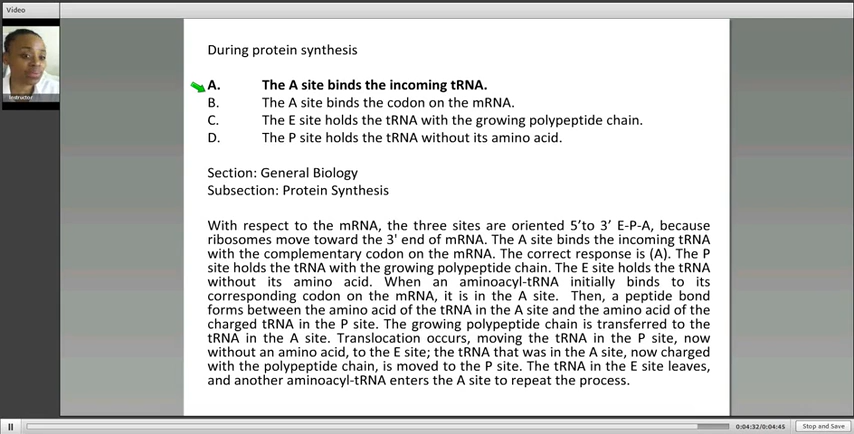 Video
Instructor
During protein synthesis
A. The A site binds the incoming tRNA.
B. The A site binds the codon on the mRNA.
C. The E site holds the tRNA with the growing polypeptide chain.
D. The P site holds the tRNA without its amino acid.
Section: General Biology
Subsection: Protein Synthesis
With respect to the mRNA, the three sites are oriented 5’to 3’ E-P-A, because
ribosomes move toward the 3' end of mRNA. The A site binds the incoming tRNA
with the complementary codon on the mRNA. The correct response is (A). The P
site holds the tRNA with the growing polypeptide chain. The E site holds the tRNA
without its amino acid. When an aminoacyl-tRNA initially binds to its
corresponding codon on the mRNA, it is in the A site. Then, a peptide bond
forms between the amino acid of the tRNA in the A site and the amino acid of the
charged tRNA in the P site. The growing polypeptide chain is transferred to the
tRNA in the A site. Translocation occurs, moving the tRNA in the P site, now
without an amino acid, to the E site; the tRNA that was in the A site, now charged
with the polypeptide chain, is moved to the P site. The tRNA in the E site leaves,
and another aminoacyl-tRNA enters the A site to repeat the process.
0:04:32/0:04:45
Stop and Save